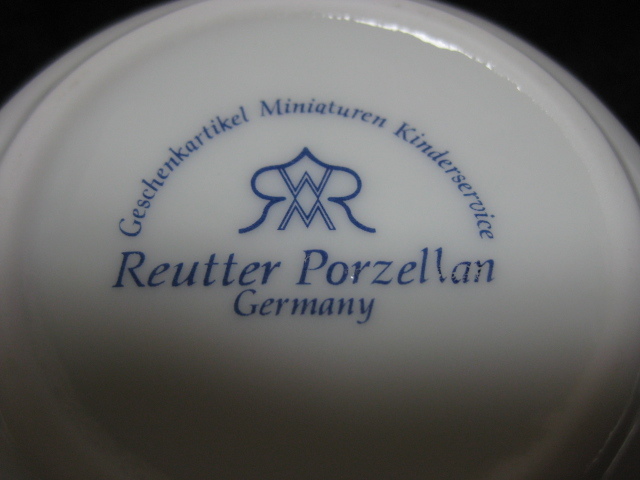 Geschenkartikel Miniaturen Kinderservice
Reutter Porzellan
Germany